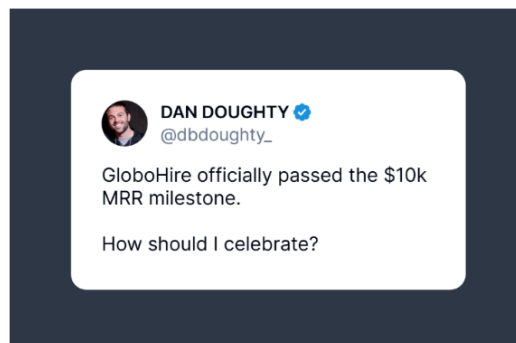 DAN DOUGHTY
@dbdoughty_
GloboHire officially passed the $10k
MRR milestone.
How should I celebrate?